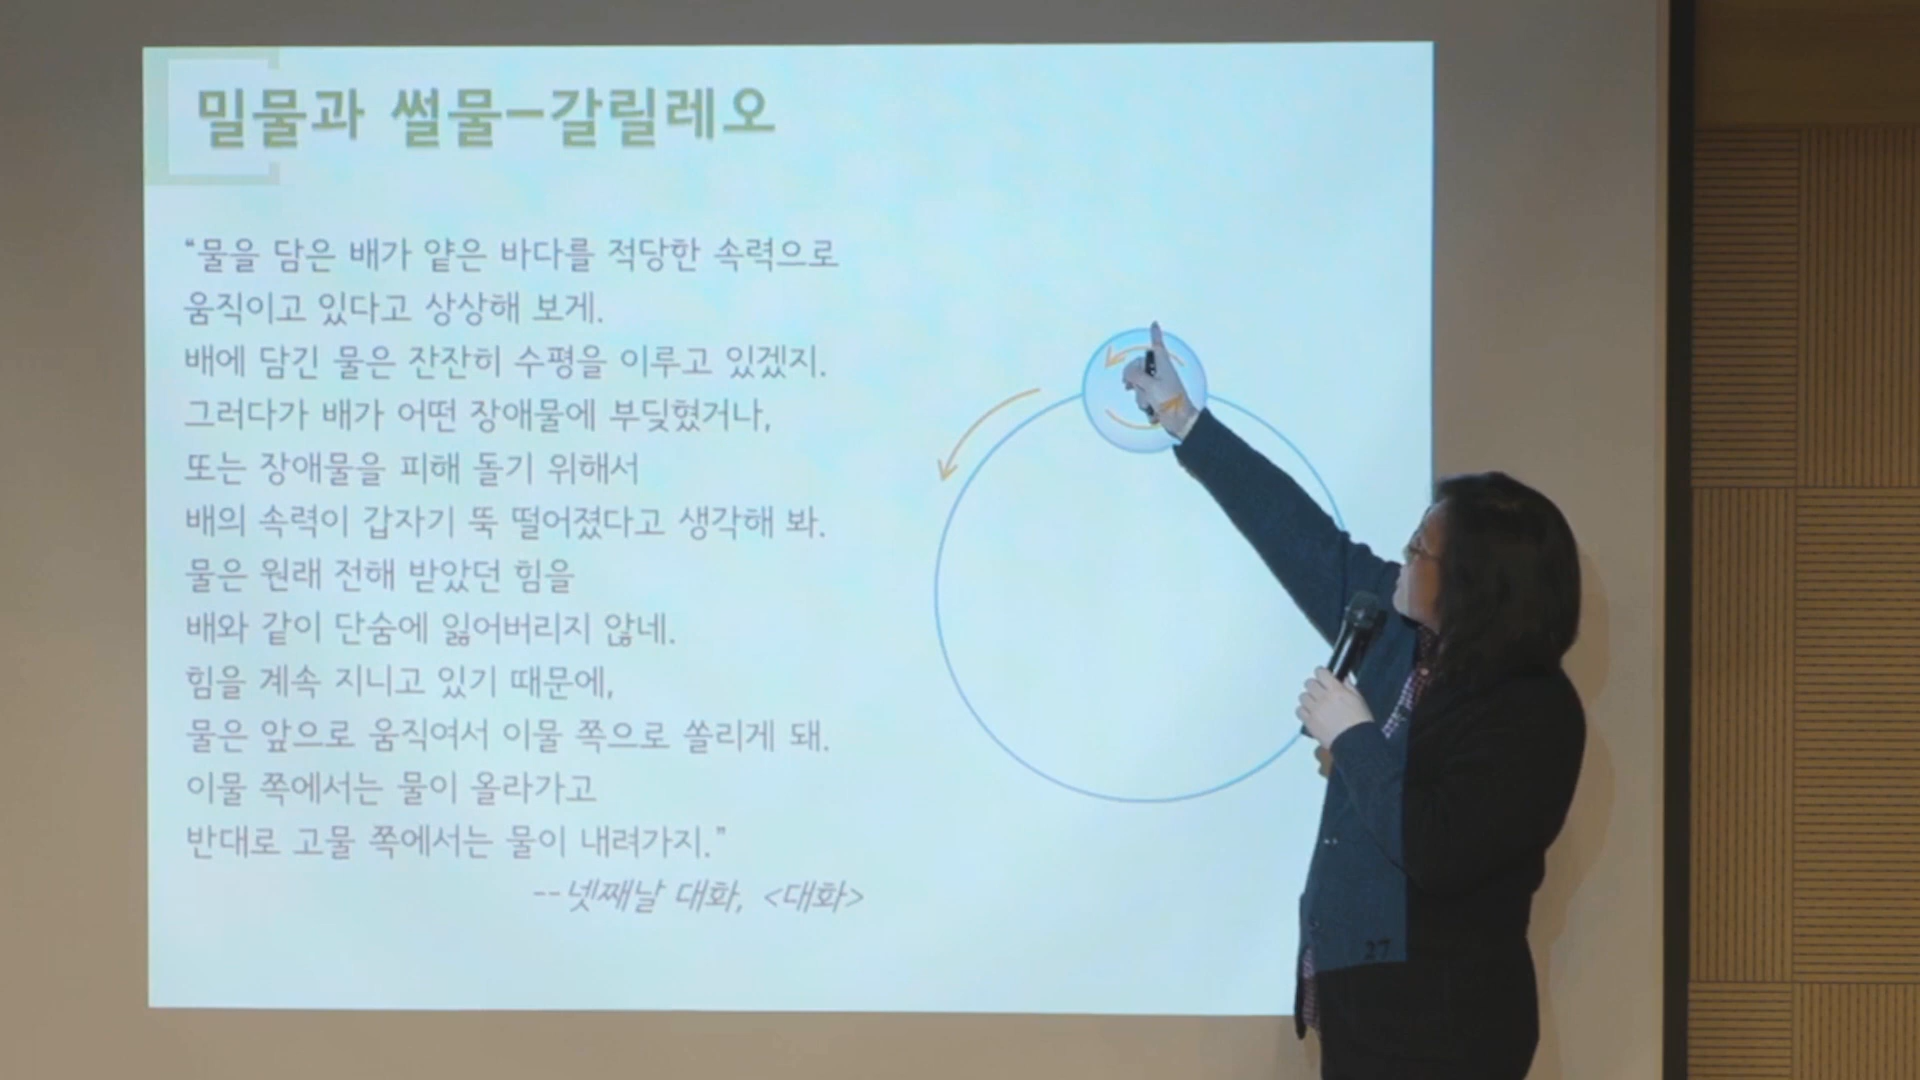 밀물과 썰물-갈릴레오
“물을 담은 배가 얕은 바다를 적당한 속력으로
움직이고 있다고 상상해 보게.
배에 담긴 물은 잔잔히 수평을 이루고 있겠지.
그러다가 배가 어떤 장애물에 부딪혔거나,
또는 장애물을 피해 돌기 위해서
배의 속력이 갑자기 뚝 떨어졌다고 생각해 봐.
물은 원래 전해 받았던 힘을
배와 같이 단숨에 잃어버리지 않네.
힘을 계속 지니고 있기 때문에,
물은 앞으로 움직여서 이물 쪽으로 쏠리게 돼.
이물 쪽에서는 물이 올라가고
반대로 고물 쪽에서는 물이 내려가지.”
--넷째날 대화, <대화>
27